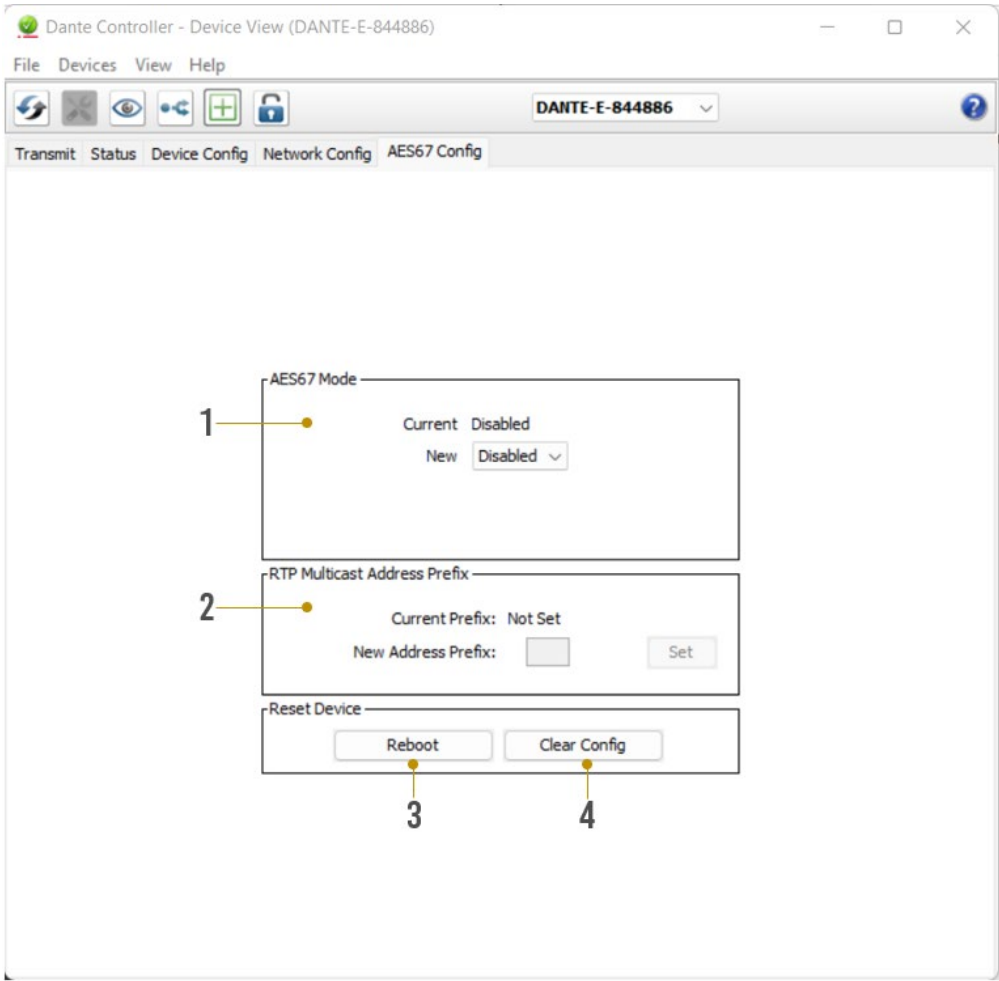 Dante Controller - Device View (DANTE-E-844886)
File Devices View Help
DANTE-E-844886
Transmit Status Device Config Network Config AES67 Config
AES67 Mode
1
Current Disabled
New Disabled
RTP Multicast Address Prefix
2
Current Prefix: Not Set
New Address Prefix: Set
Reset Device
Reboot Clear Config
3 4